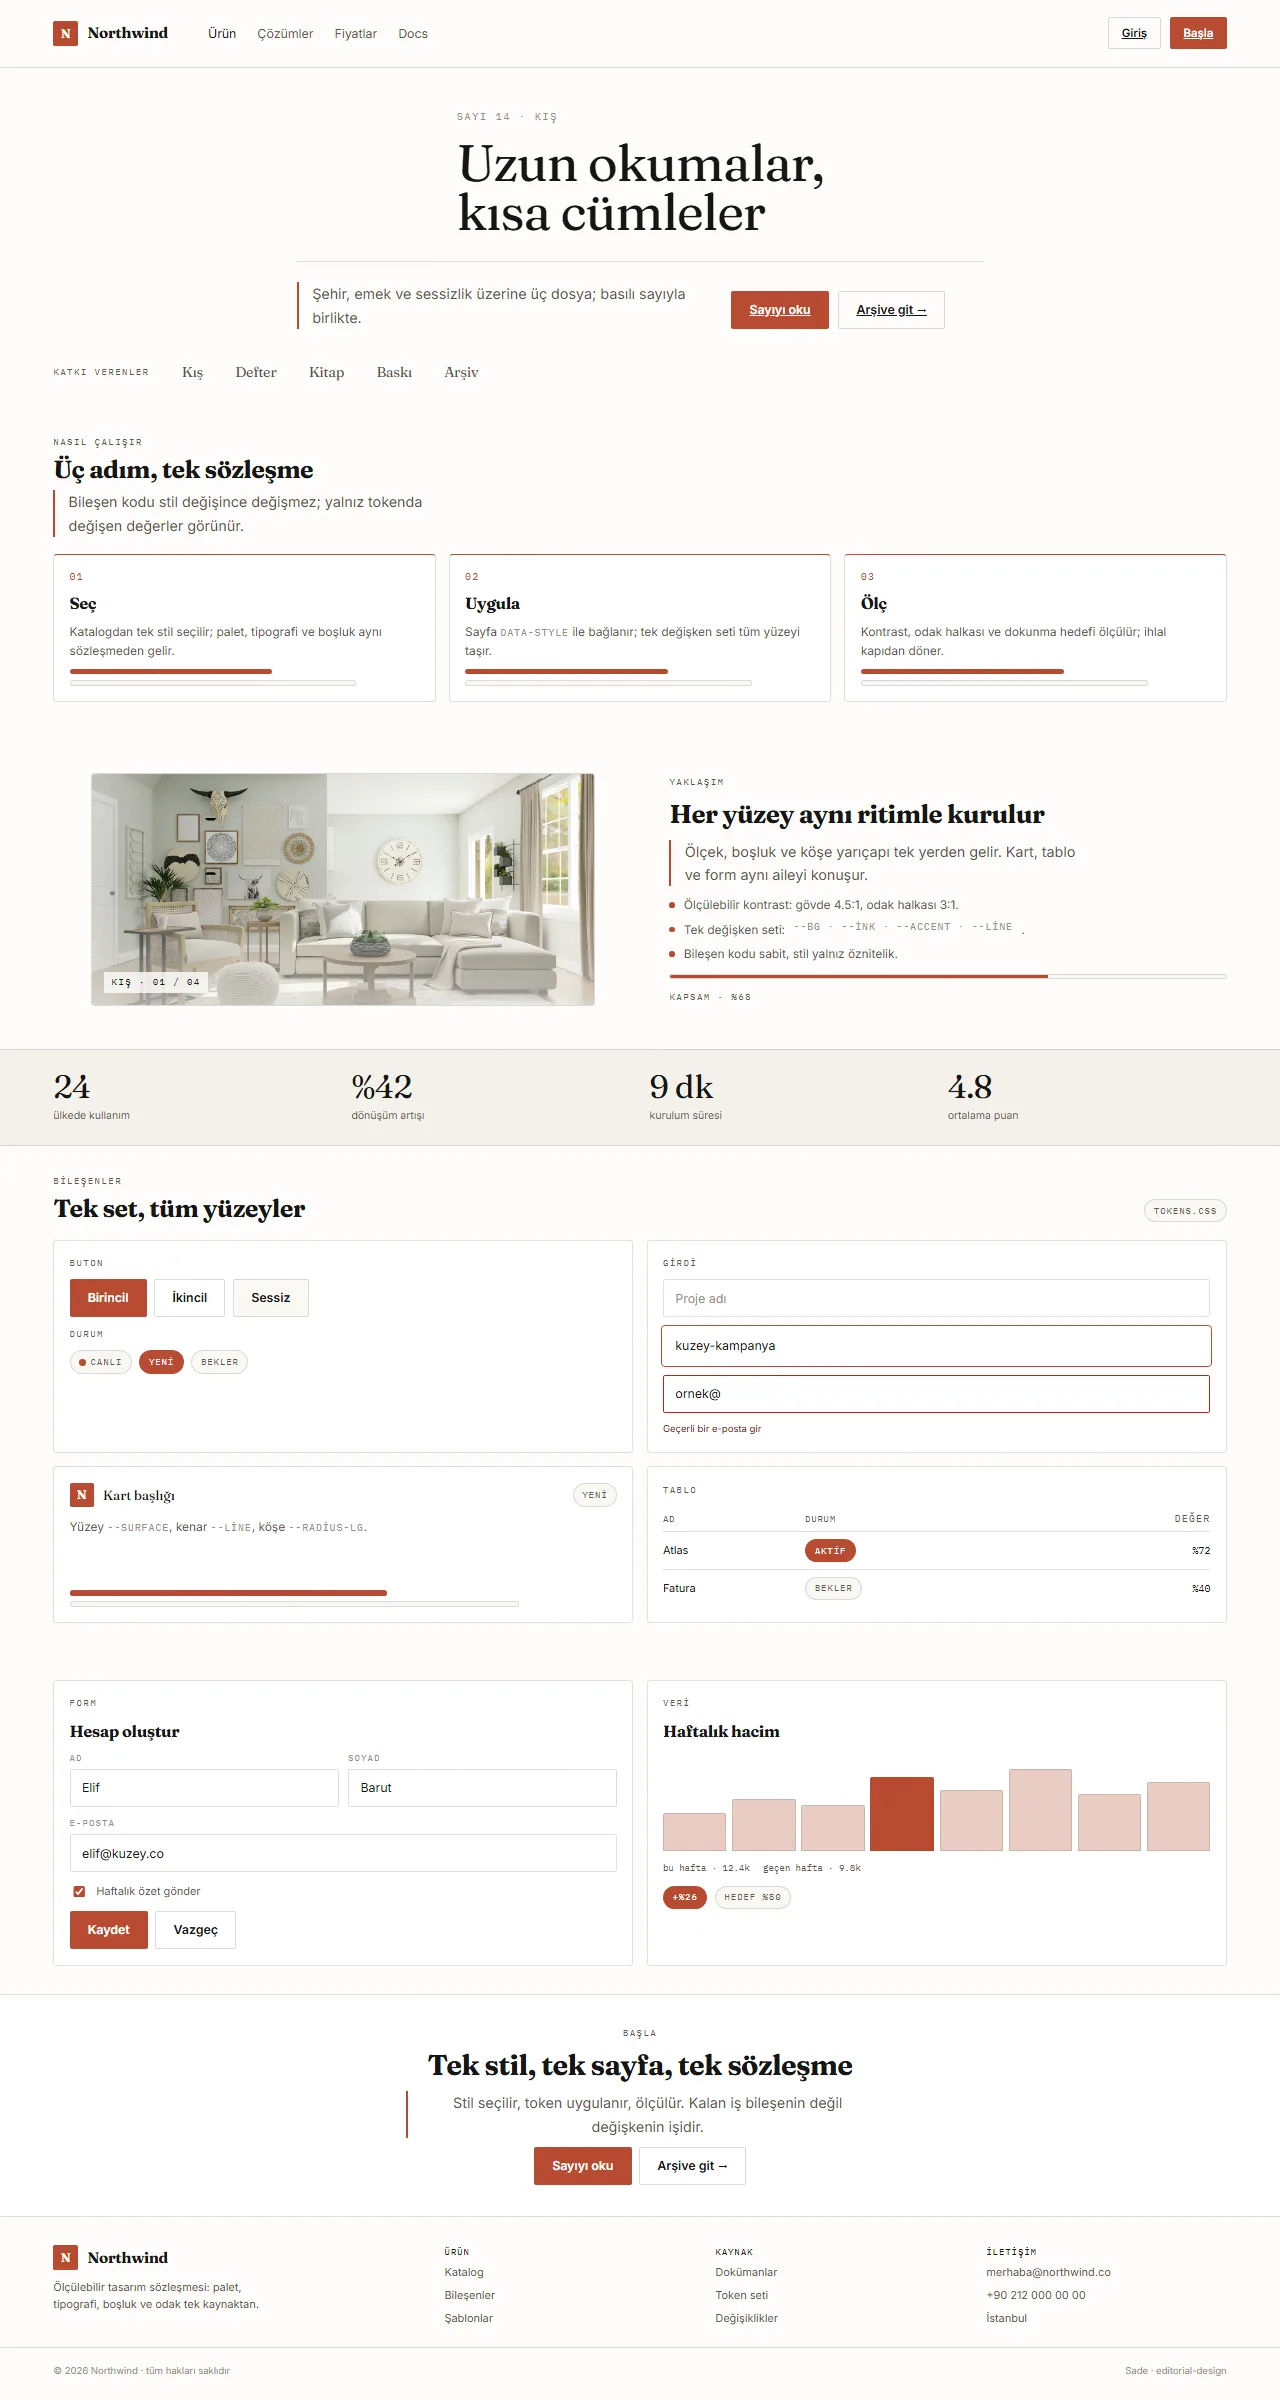 N Northwind Ürün Çözümler Fiyatlar Docs Giriş Başla
SAYI 14 · KIŞ
Uzun okumalar,
kısa cümleler
Şehir, emek ve sessizlik üzerine üç dosya; basılı sayıyla
birlikte.
Sayıyı oku Arşive git →
KATKI VERENLER Kış Defter Kitap Baskı Arşiv
NASIL ÇALIŞIR
Üç adım, tek sözleşme
Bileşen kodu stil değişince değişmez; yalnız tokenda
değişen değerler görünür.
01
Seç
Katalogdan tek stil seçilir; palet, tipografi ve boşluk aynı
sözleşmeden gelir.
02
Uygula
Sayfa DATA-STYLE ile bağlanır; tek değişken seti tüm yüzeyi
taşır.
03
Ölç
Kontrast, odak halkası ve dokunma hedefi ölçülür; ihlal
kapıdan döner.
KIŞ · 01 / 04
YAKLAŞIM
Her yüzey aynı ritimle kurulur
Ölçek, boşluk ve köşe yarıçapı tek yerden gelir. Kart, tablo
ve form aynı aileyi konuşur.
Ölçülebilir kontrast: gövde 4.5:1, odak halkası 3:1.
Tek değişken seti: --BG · --İNK · --ACCENT · --LİNE .
Bileşen kodu sabit, stil yalnız öznitelik.
KAPSAM · %68
24
ülkede kullanım
%42
dönüşüm artışı
9 dk
kurulum süresi
4.8
ortalama puan
BİLEŞENLER
Tek set, tüm yüzeyler
TOKENS.CSS
BUTON
Birincil İkincil Sessiz
DURUM
CANLI YENİ BEKLER
GİRDİ
Proje adı
kuzey-kampanya
ornek@
Geçerli bir e-posta gir
N Kart başlığı YENİ
Yüzey --SURFACE, kenar --LİNE, köşe --RADİUS-LG.
TABLO
AD DURUM DEĞER
Atlas AKTİF %72
Fatura BEKLER %40
FORM
Hesap oluştur
AD SOYAD
Elif Barut
E-POSTA
elif@kuzey.co
Haftalık özet gönder
Kaydet Vazgeç
VERİ
Haftalık hacim
bu hafta · 12.4k geçen hafta · 9.8k
+%26 HEDEF %80
BAŞLA
Tek stil, tek sayfa, tek sözleşme
Stil seçilir, token uygulanır, ölçülür. Kalan iş bileşenin değil
değişkenin işidir.
Sayıyı oku Arşive git →
N Northwind
Ölçülebilir tasarım sözleşmesi: palet,
tipografi, boşluk ve odak tek kaynaktan.
ÜRÜN
Katalog
Bileşenler
Şablonlar
KAYNAK
Dokümanlar
Token seti
Değişiklikler
İLETİŞİM
merhaba@northwind.co
+90 212 000 00 00
İstanbul
© 2026 Northwind · tüm hakları saklıdır
Sade · editorial-design